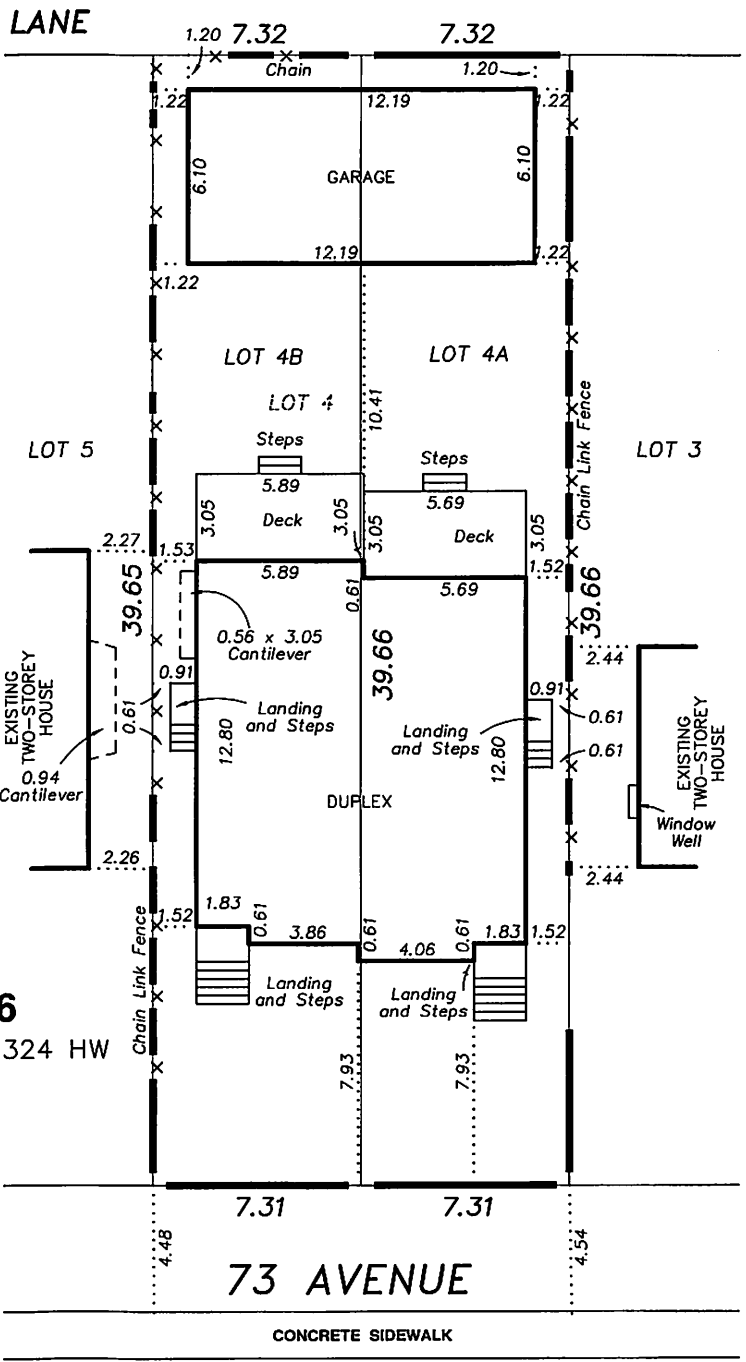 LANE
1.20
7.32
7.32
Chain
1.20
1.22
12.19
1.22
6.10
6.10
GARAGE
12.19
1.22
1.22
LOT 4B
LOT 4A
LOT 4
10.41
Chain Link Fence
LOT 5
LOT 3
Steps
Steps
5.89
5.69
3.05
Deck
3.05
3.05
Deck
3.05
2.27
1.53
5.89
0.61
5.69
1.52
39.65
39.66
39.66
0.56 x 3.05
Cantilever
2.44
0.91
0.91
Landing
and Steps
Landing
and Steps
0.61
0.61
0.61
EXISTING
TWO-STOREY
HOUSE
EXISTING
TWO-STOREY
HOUSE
12.80
12.80
0.94
Cantilever
DUPLEX
Window
Well
2.26
2.44
1.52
1.83
0.61
3.86
0.61
4.06
0.61
1.83
1.52
Chain Link Fence
Landing
and Steps
Landing
and Steps
6
324 HW
7.93
7.93
7.31
7.31
4.48
4.54
73 AVENUE
CONCRETE SIDEWALK